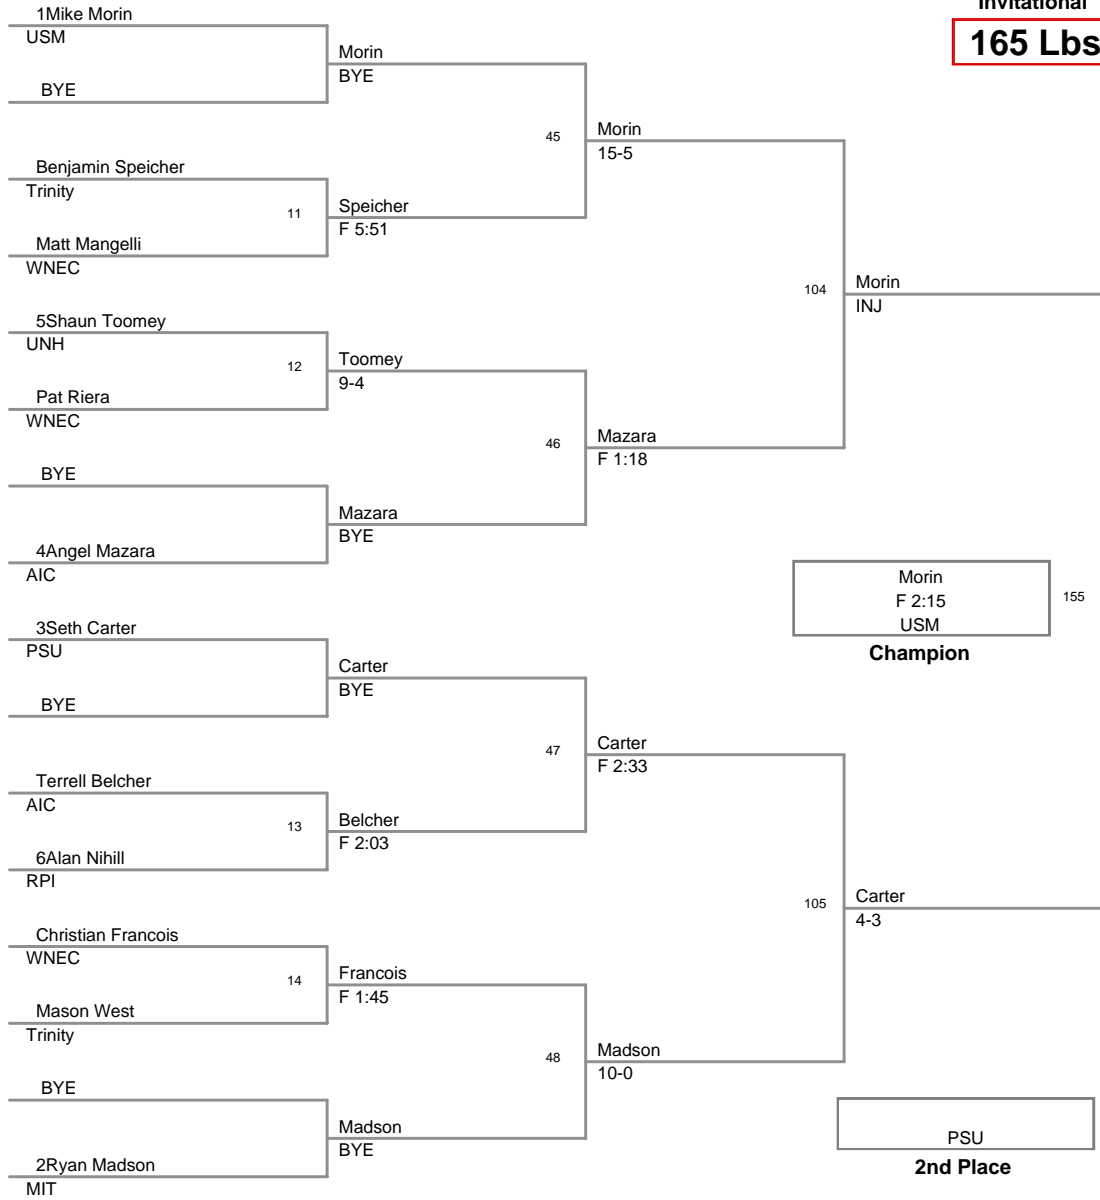 Invitational
165 Lbs
1Mike Morin
USM
BYE
Benjamin Speicher
Trinity
11
Matt Mangelli
WNEC
5Shaun Toomey
UNH
12
Pat Riera
WNEC
BYE
4Angel Mazara
AIC
3Seth Carter
PSU
BYE
Terrell Belcher
AIC
13
6Alan Nihill
RPI
Christian Francois
WNEC
14
Mason West
Trinity
BYE
2Ryan Madson
MIT
Morin
BYE
45
Speicher
F 5:51
Toomey
9-4
46
Mazara
BYE
Carter
BYE
47
Belcher
F 2:03
Francois
F 1:45
48
Madson
BYE
Morin
15-5
104
Mazara
F 1:18
Carter
F 2:33
105
Madson
10-0
Morin
INJ
Carter
4-3
Morin
F 2:15
USM
155
Champion
PSU
2nd Place